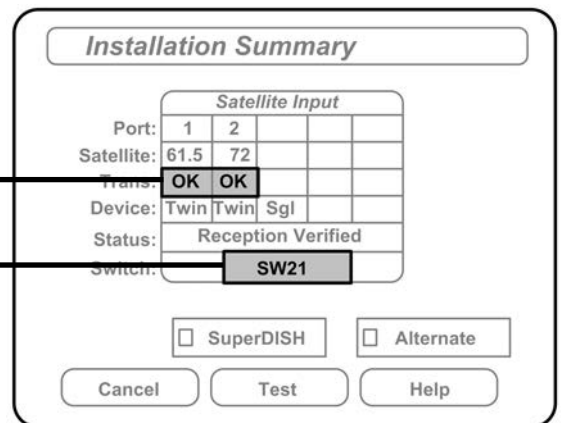 Installation Summary
Satellite Input
Port: 1 2
Satellite: 61.5 72
Trans: OK OK
Device: Twin Twin Sgl
Status: Reception Verified
Switch: SW21
SuperDISH Alternate
Cancel Test Help